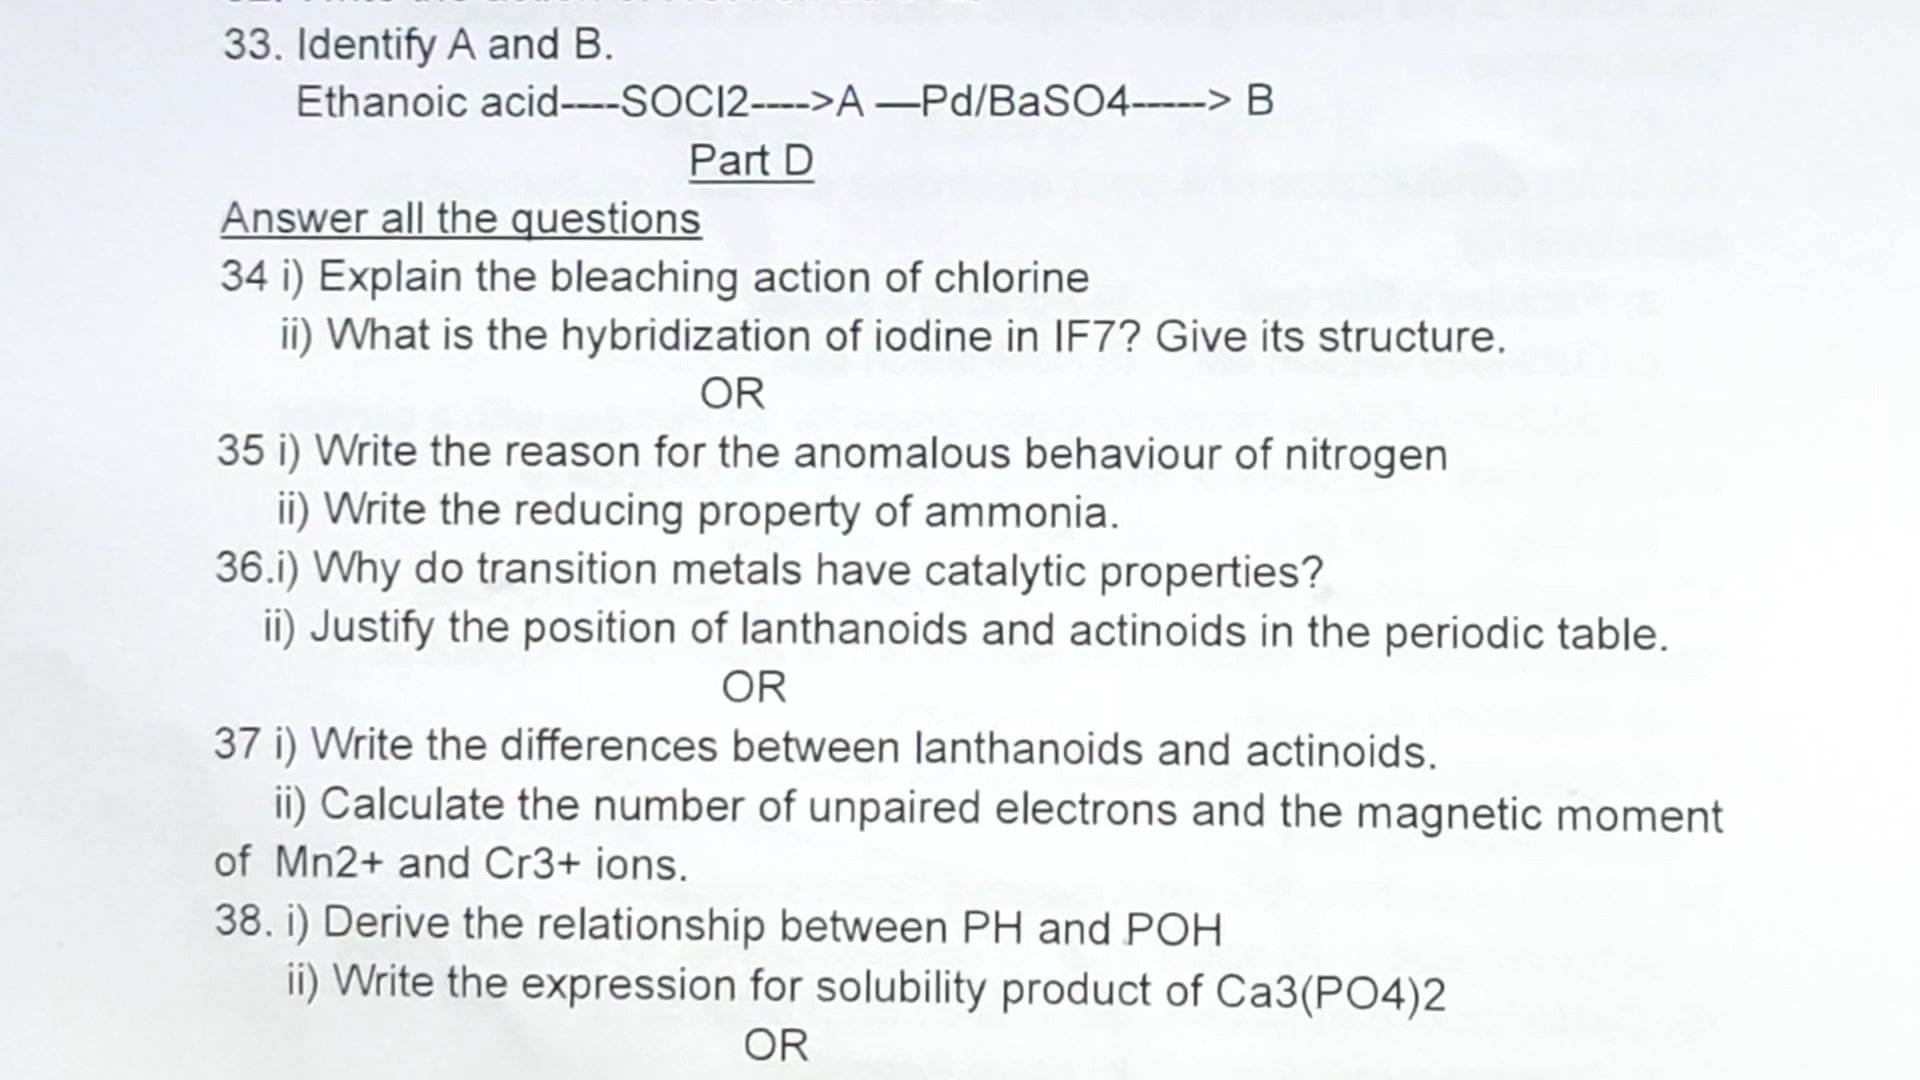 33. Identify A and B.
Ethanoic acid----SOCl2---->A —Pd/BaSO4-----> B
Part D
Answer all the questions
34 i) Explain the bleaching action of chlorine
ii) What is the hybridization of iodine in IF7? Give its structure.
OR
35 i) Write the reason for the anomalous behaviour of nitrogen
ii) Write the reducing property of ammonia.
36.i) Why do transition metals have catalytic properties?
ii) Justify the position of lanthanoids and actinoids in the periodic table.
OR
37 i) Write the differences between lanthanoids and actinoids.
ii) Calculate the number of unpaired electrons and the magnetic moment
of Mn2+ and Cr3+ ions.
38. i) Derive the relationship between PH and POH
ii) Write the expression for solubility product of Ca3(PO4)2
OR